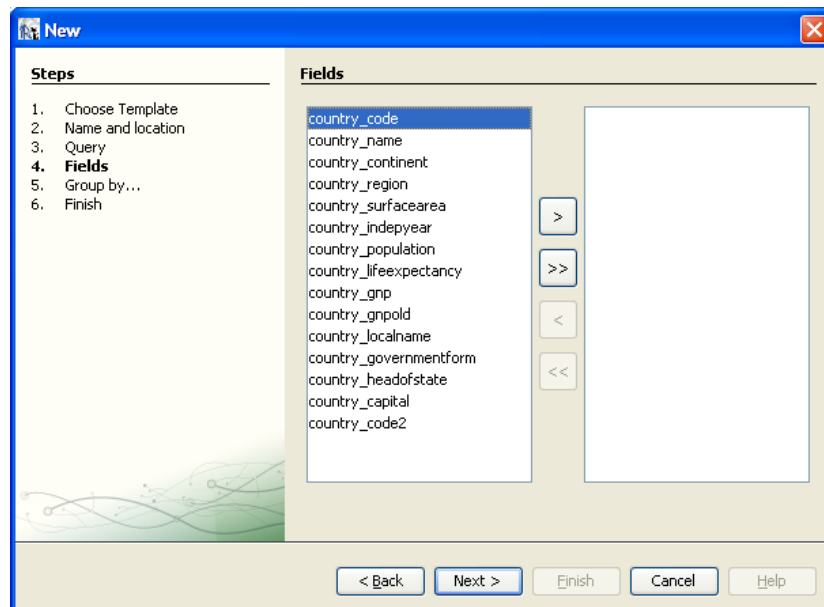 New
Steps
1. Choose Template
2. Name and location
3. Query
4. Fields
5. Group by...
6. Finish
Fields
country_code
country_name
country_continent
country_region
country_surfacearea
country_indepyear
country_population
country_lifeexpectancy
country_gnp
country_gnpold
country_localname
country_governmentform
country_headofstate
country_capital
country_code2
>
>>
<
<<
< Back
Next >
Finish
Cancel
Help